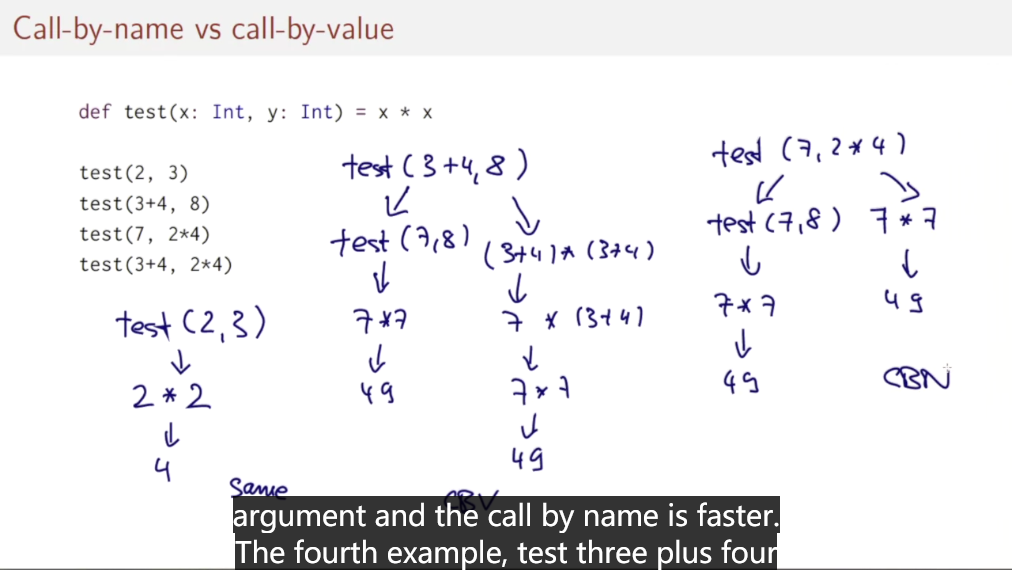 Call-by-name vs call-by-value
def test(x: Int, y: Int) = x * x
test(2, 3)
test(3+4, 8)
test(7, 2*4)
test(3+4, 2*4)
test (2,3)
2 * 2
4
Same
test (3+4,8)
test (7,8)
7*7
49
(3+4)*(3+4)
7 * (3+4)
7*7
49
CBV
test (7,2*4)
test (7,8)
7*7
49
7*7
49
CBN
argument and the call by name is faster.
The fourth example, test three plus four